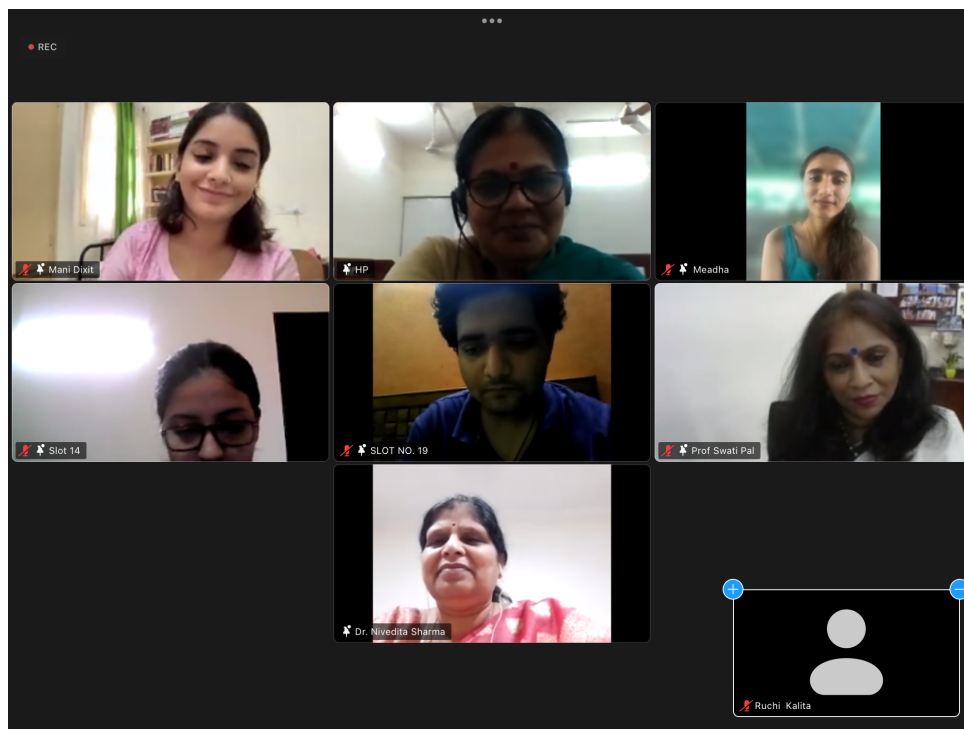 REC
Mani Dixit
HP
Meadha
Slot 14
SLOT NO. 19
Prof Swati Pal
Dr. Nivedita Sharma
Ruchi Kalita